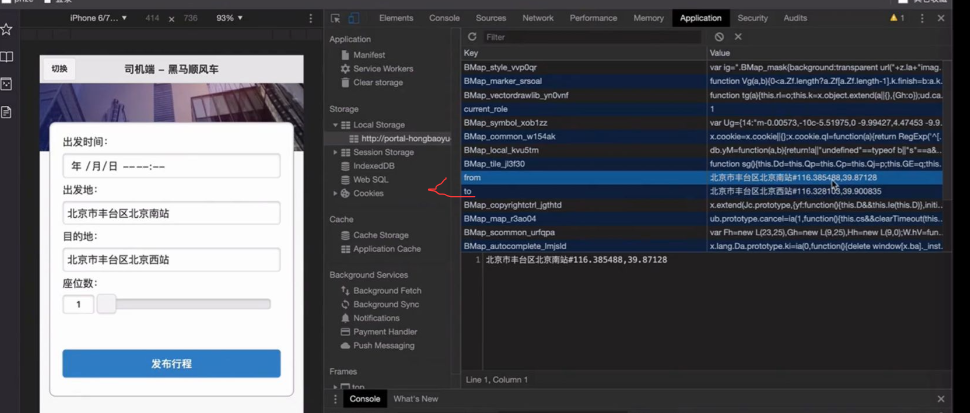 iPhone 6/7... ▼ 414 × 736 93% ▼
Elements Console Sources Network Performance Memory Application Security Audits
1
切换
司机端 – 黑马顺风车
出发时间:
年 /月/日 ----:--
出发地:
北京市丰台区北京南站
目的地:
北京市丰台区北京西站
座位数:
1
发布行程
Application
Manifest
Service Workers
Clear storage
Storage
Local Storage
http://portal-hongbaoyu
Session Storage
IndexedDB
Web SQL
Cookies
Cache
Cache Storage
Application Cache
Background Services
Background Fetch
Background Sync
Notifications
Payment Handler
Push Messaging
Frames
top
Filter
Key Value
BMap_style_vvp0qr function ig=".BMap_mask{background:transparent url("+z.la+"imag...
BMap_marker_srsoal function Vg(a,b){0<a.Zf.length?a.Zf[a.Zf.length-1].k.finish=b:a.k...
BMap_vectordrawlib_yn0vnf function tg(a){this.rl=o;this.k=x.object.extend(a||{},{Gh:o});ud.ca...
current_role 1
BMap_symbol_xob1zz var Ug={14:"m-0.00573,-10c-5.51975,0 -9.99427,4.47453 -9.9...
BMap_common_w154ak x.cookie=x.cookie||{};x.cookie.ql=function(a){return RegExp("^[...
BMap_local_kvu5tm db.yM=function(a,b){return!a||"undefined"==typeof b||"s"==a&...
BMap_tile_jl3f30 function sg(){this.Dd=this.Qp=this.Cp=this.Qj=p;this.GE=q;this....
from 北京市丰台区北京南站#116.385488,39.87128
to 北京市丰台区北京西站#116.328103,39.900835
BMap_copyrightctrl_jgthtd x.extend(Jc.prototype,{yf:function(){this.D&&this.Ie(this.D)},initi...
BMap_map_r3ao04 ub.prototype.cancel=ia(1,function(){this.cs&&clearTimeout(this...
BMap_scommon_urfqpa var Fh=new L(23,25),Gh=new L(9,25),Hh=new L(9,0);W.hV=fun...
BMap_autocomplete_lmjsld x.lang.Da.prototype.ki=ia(0,function(){delete window[x.ba]._inst...
1 北京市丰台区北京南站#116.385488,39.87128
Line 1, Column 1
Console What's New